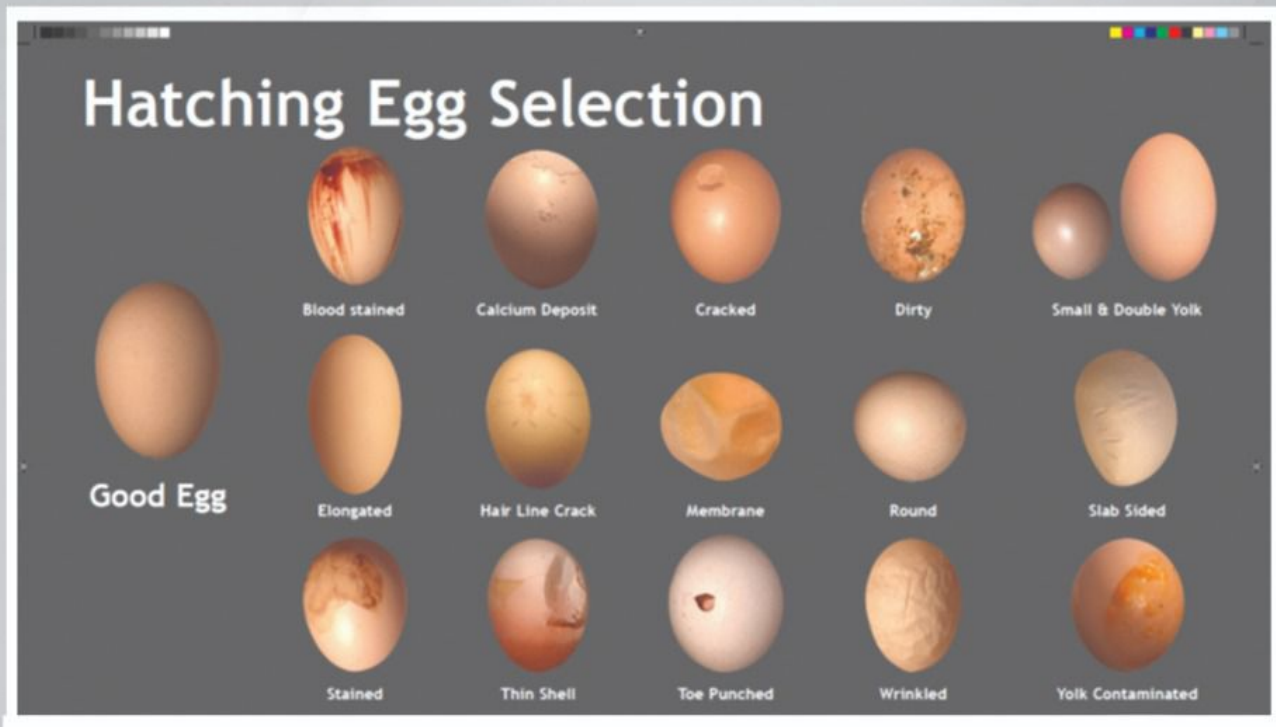 Hatching Egg Selection
Blood stained
Calcium Deposit
Cracked
Dirty
Small & Double Yolk
Good Egg
Elongated
Hair Line Crack
Membrane
Round
Slab Sided
Stained
Thin Shell
Toe Punched
Wrinkled
Yolk Contaminated